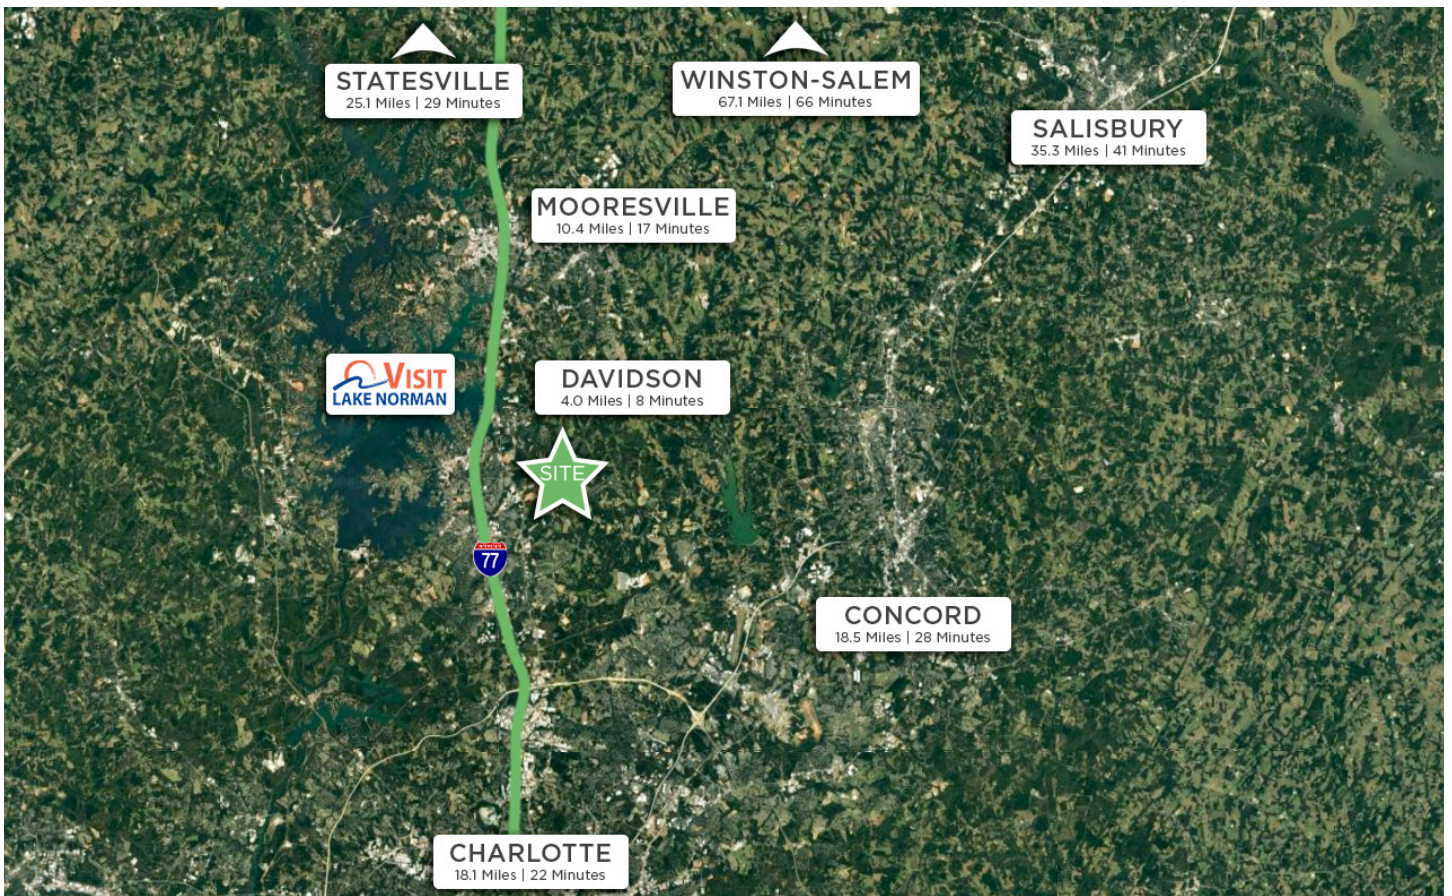 STATESVILLE
25.1 Miles | 29 Minutes
WINSTON-SALEM
67.1 Miles | 66 Minutes
SALISBURY
35.3 Miles | 41 Minutes
MOORESVILLE
10.4 Miles | 17 Minutes
VISIT
LAKE NORMAN
DAVIDSON
4.0 Miles | 8 Minutes
SITE
77
CONCORD
18.5 Miles | 28 Minutes
CHARLOTTE
18.1 Miles | 22 Minutes